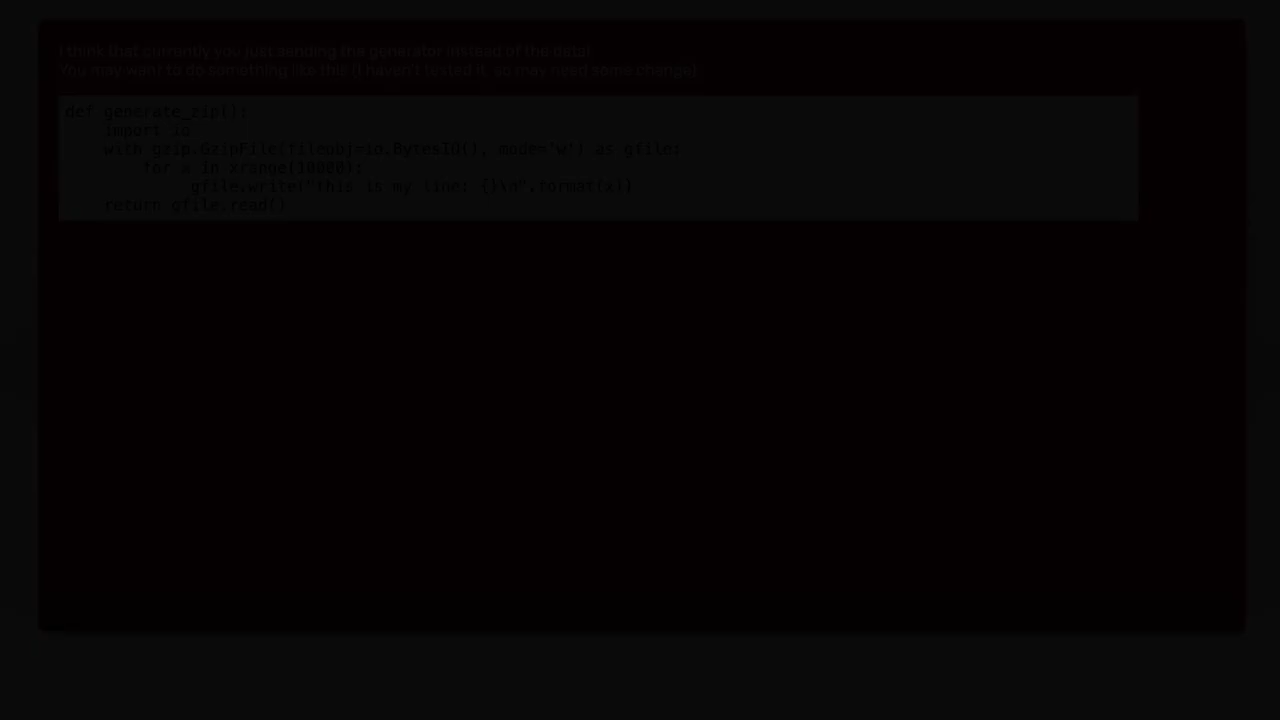 I think that currently you just sending the generator instead of the data!
You may want to do something like this (I haven't tested it, so may need some change):
def generate_zip():
    import io
    with gzip.GzipFile(fileobj=io.BytesIO(), mode='w') as gfile:
        for x in xrange(10000):
             gfile.write("this is my line: {}\n".format(x))
    return gfile.read()